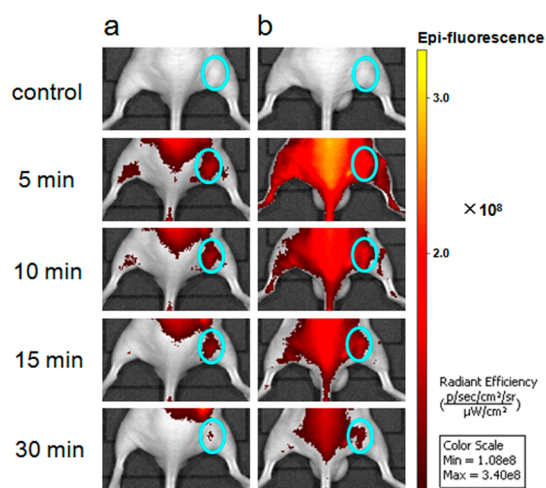 a b
Epi-fluorescence
control
3.0
5 min
×10⁸
2.0
10 min
15 min
Radiant Efficiency
(p/sec/cm²/sr
μW/cm²)
30 min
Color Scale
Min = 1.08e8
Max = 3.40e8